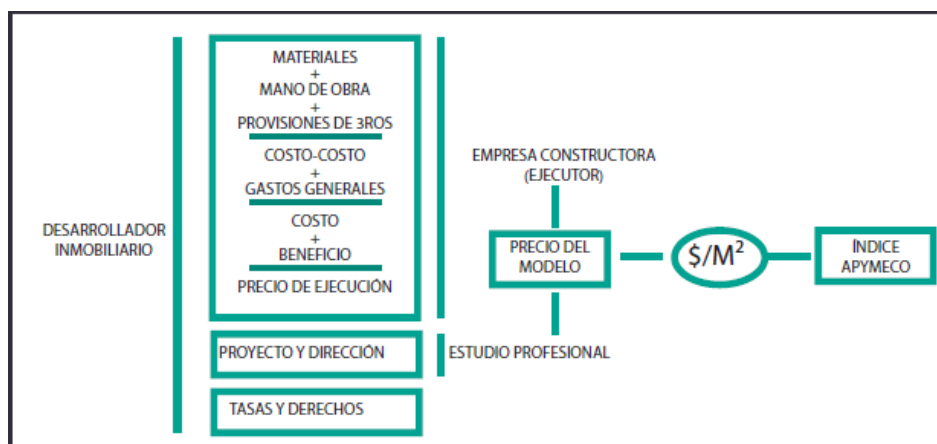 DESARROLLADOR
INMOBILIARIO
MATERIALES
+
MANO DE OBRA
+
PROVISIONES DE 3ROS
COSTO-COSTO
+
GASTOS GENERALES
COSTO
+
BENEFICIO
PRECIO DE EJECUCIÓN
PROYECTO Y DIRECCIÓN
TASAS Y DERECHOS
EMPRESA CONSTRUCTORA
(EJECUTOR)
PRECIO DEL
MODELO
ESTUDIO PROFESIONAL
$/M²
ÍNDICE
APYMECO